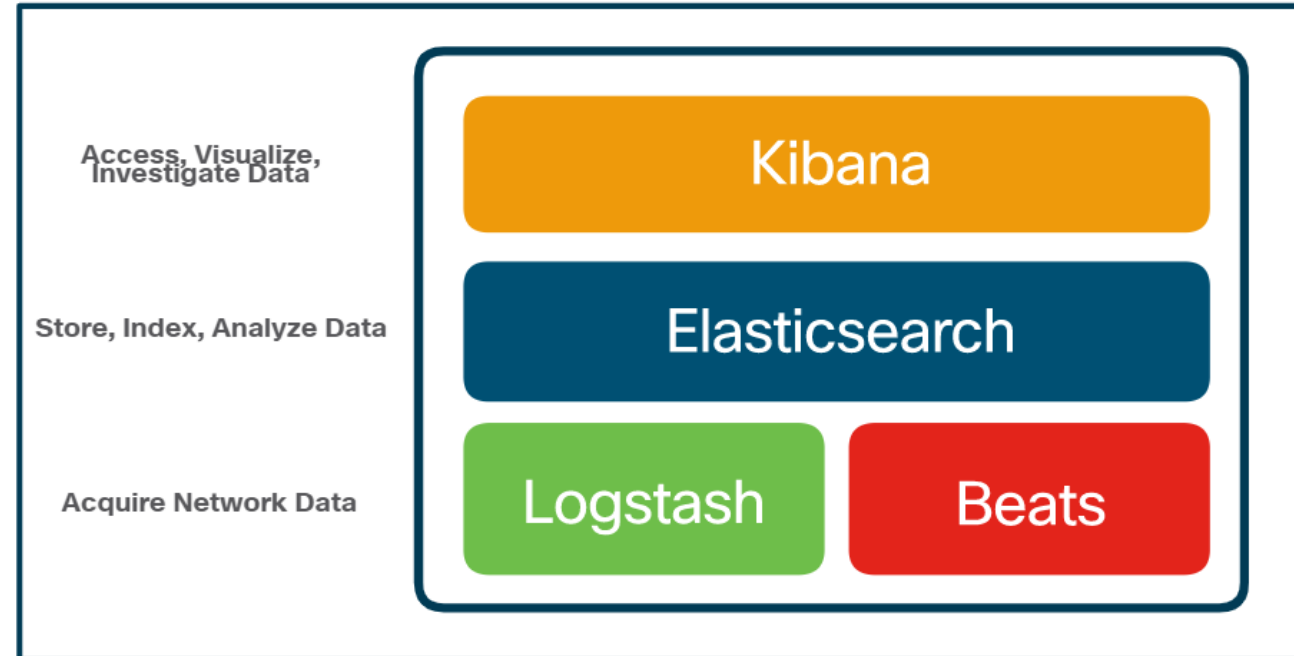 Access, Visualize,
Investigate Data
Kibana
Store, Index, Analyze Data
Elasticsearch
Acquire Network Data
Logstash
Beats